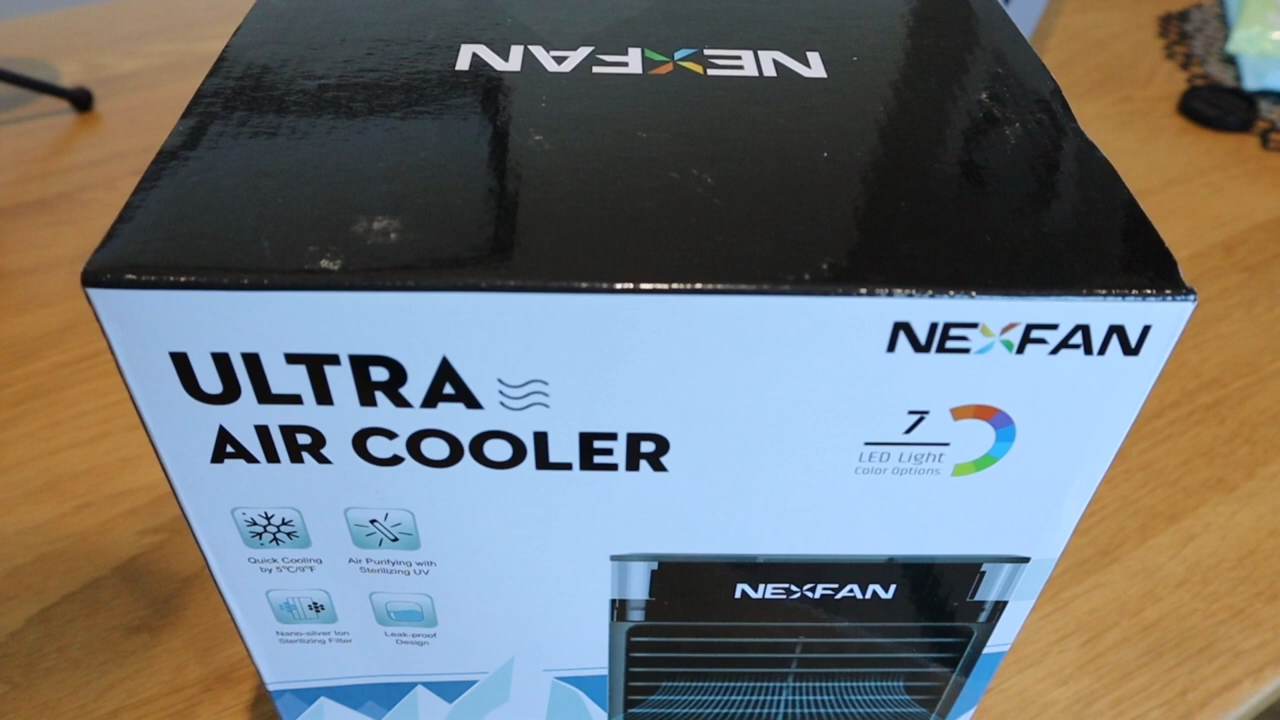 NEXFAN
NEXFAN
ULTRA
AIR COOLER
7
LED Light
Color Options
Quick Cooling
by 5°C/9°F
Air Purifying with
Sterilizing UV
Nano-silver Ion
Sterilizing Filter
Leak-proof
Design
NEXFAN